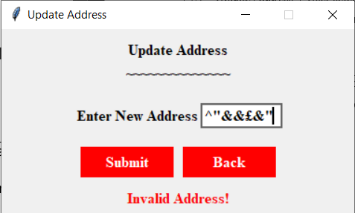 Update Address
Update Address
~~~~~~~~~~~~~~~
Enter New Address ^"&&£&"
Submit Back
Invalid Address!